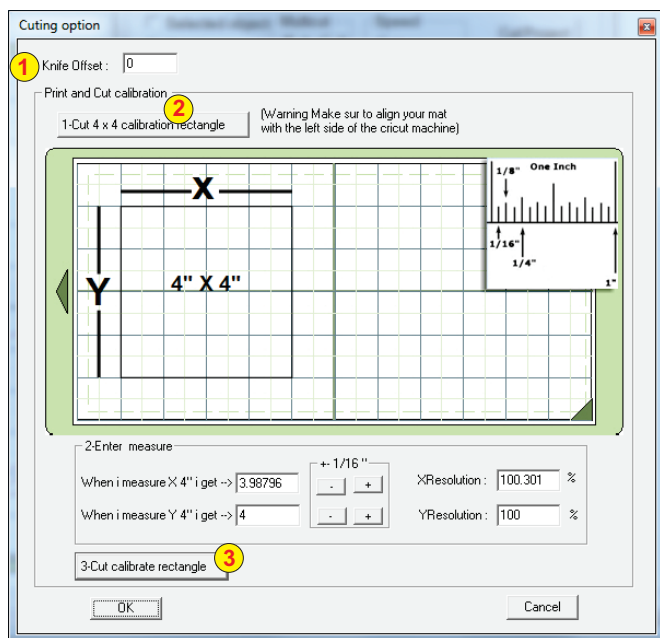 Cuting option
1 Knife Offset : 0
Print and Cut calibration
2
1-Cut 4 x 4 calibration rectangle
(Warning Make sur to align your mat
with the left side of the cricut machine)
X
Y
4" X 4"
1/8" One Inch
1/16"
1/4"
1"
2-Enter measure
+- 1/16 "
When i measure X 4" i get --> 3.98796 - + XResolution : 100.301 %
When i measure Y 4" i get --> 4 - + YResolution : 100 %
3-Cut calibrate rectangle 3
OK Cancel